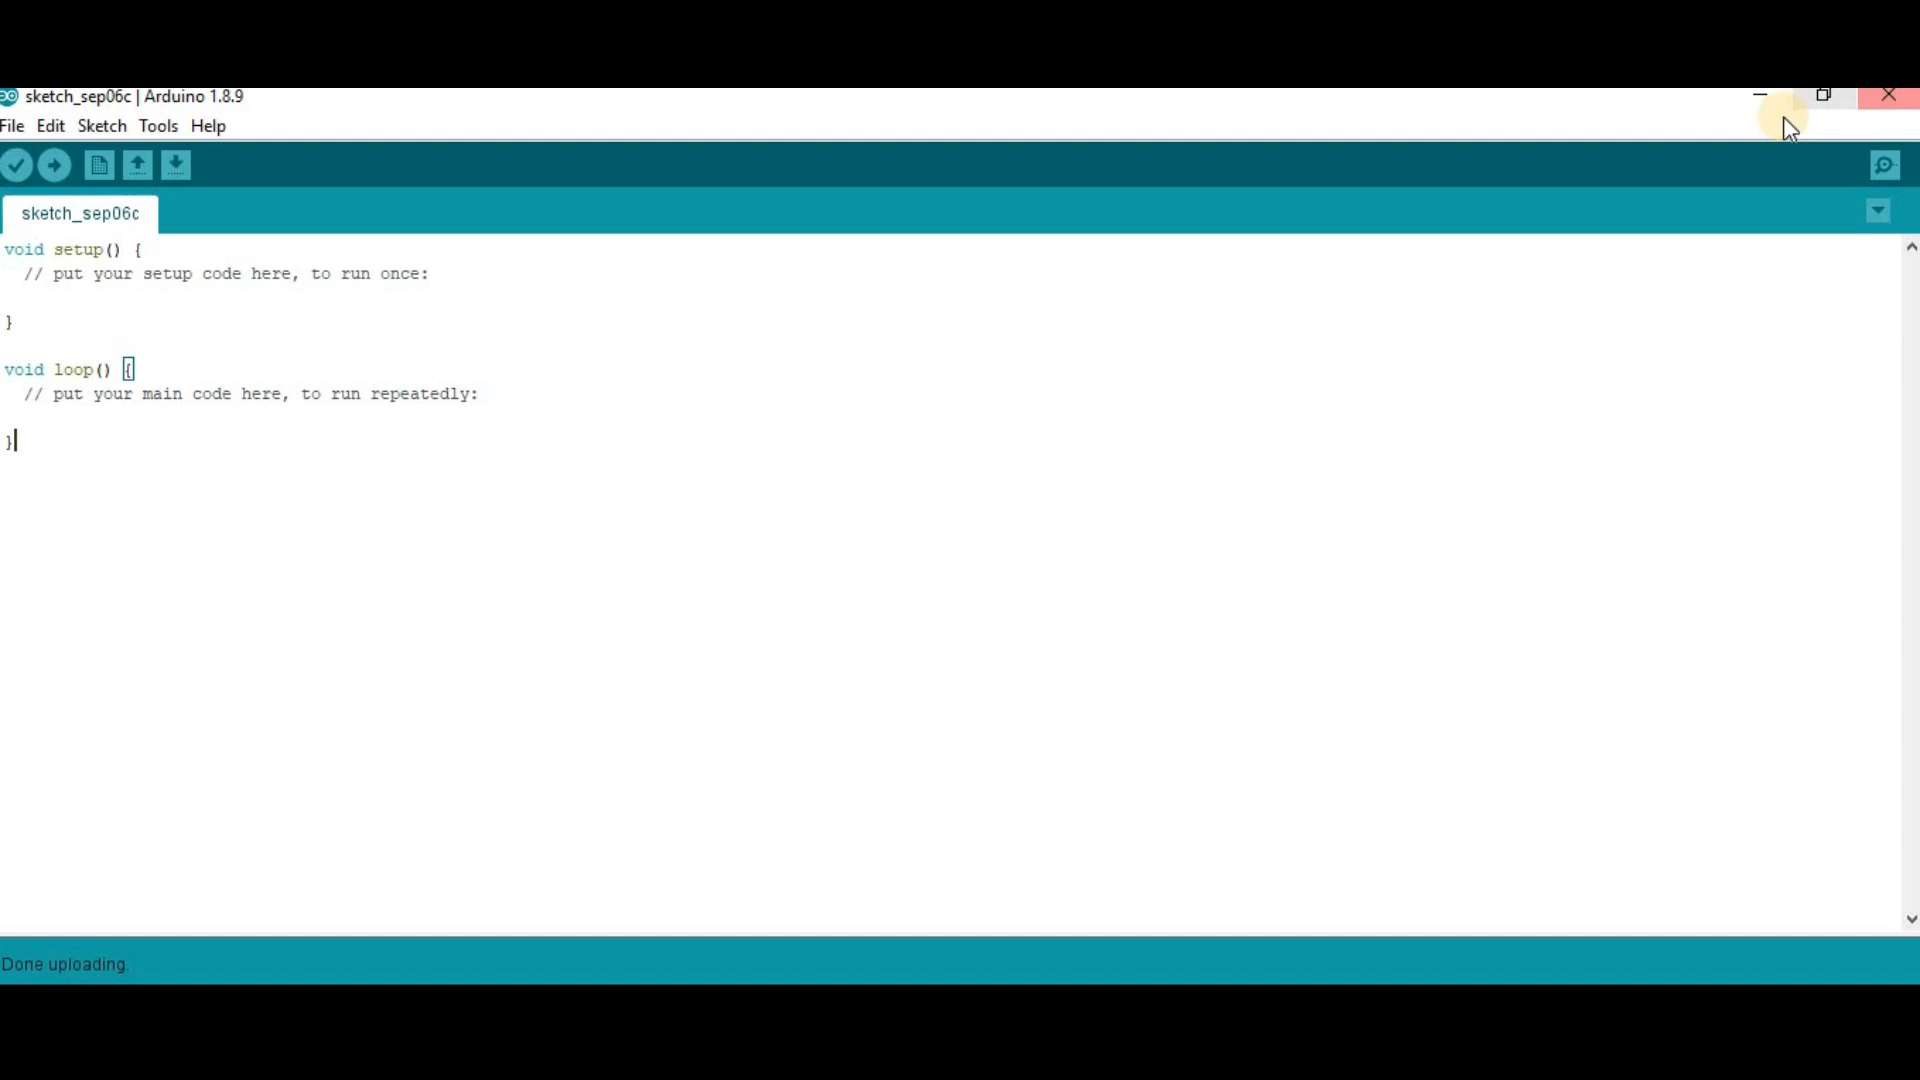 sketch_sep06c | Arduino 1.8.9
File Edit Sketch Tools Help
sketch_sep06c
void setup() {
  // put your setup code here, to run once:
}
void loop() {
  // put your main code here, to run repeatedly:
}
Done uploading.